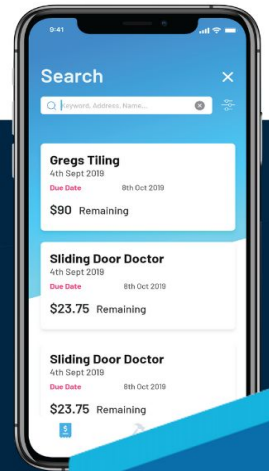 9:41
Search
Keyword, Address, Name...
Gregs Tiling
4th Sept 2019
Due Date 8th Oct 2019
$90 Remaining
Sliding Door Doctor
4th Sept 2019
Due Date 8th Oct 2019
$23.75 Remaining
Sliding Door Doctor
4th Sept 2019
Due Date 8th Oct 2019
$23.75 Remaining
$